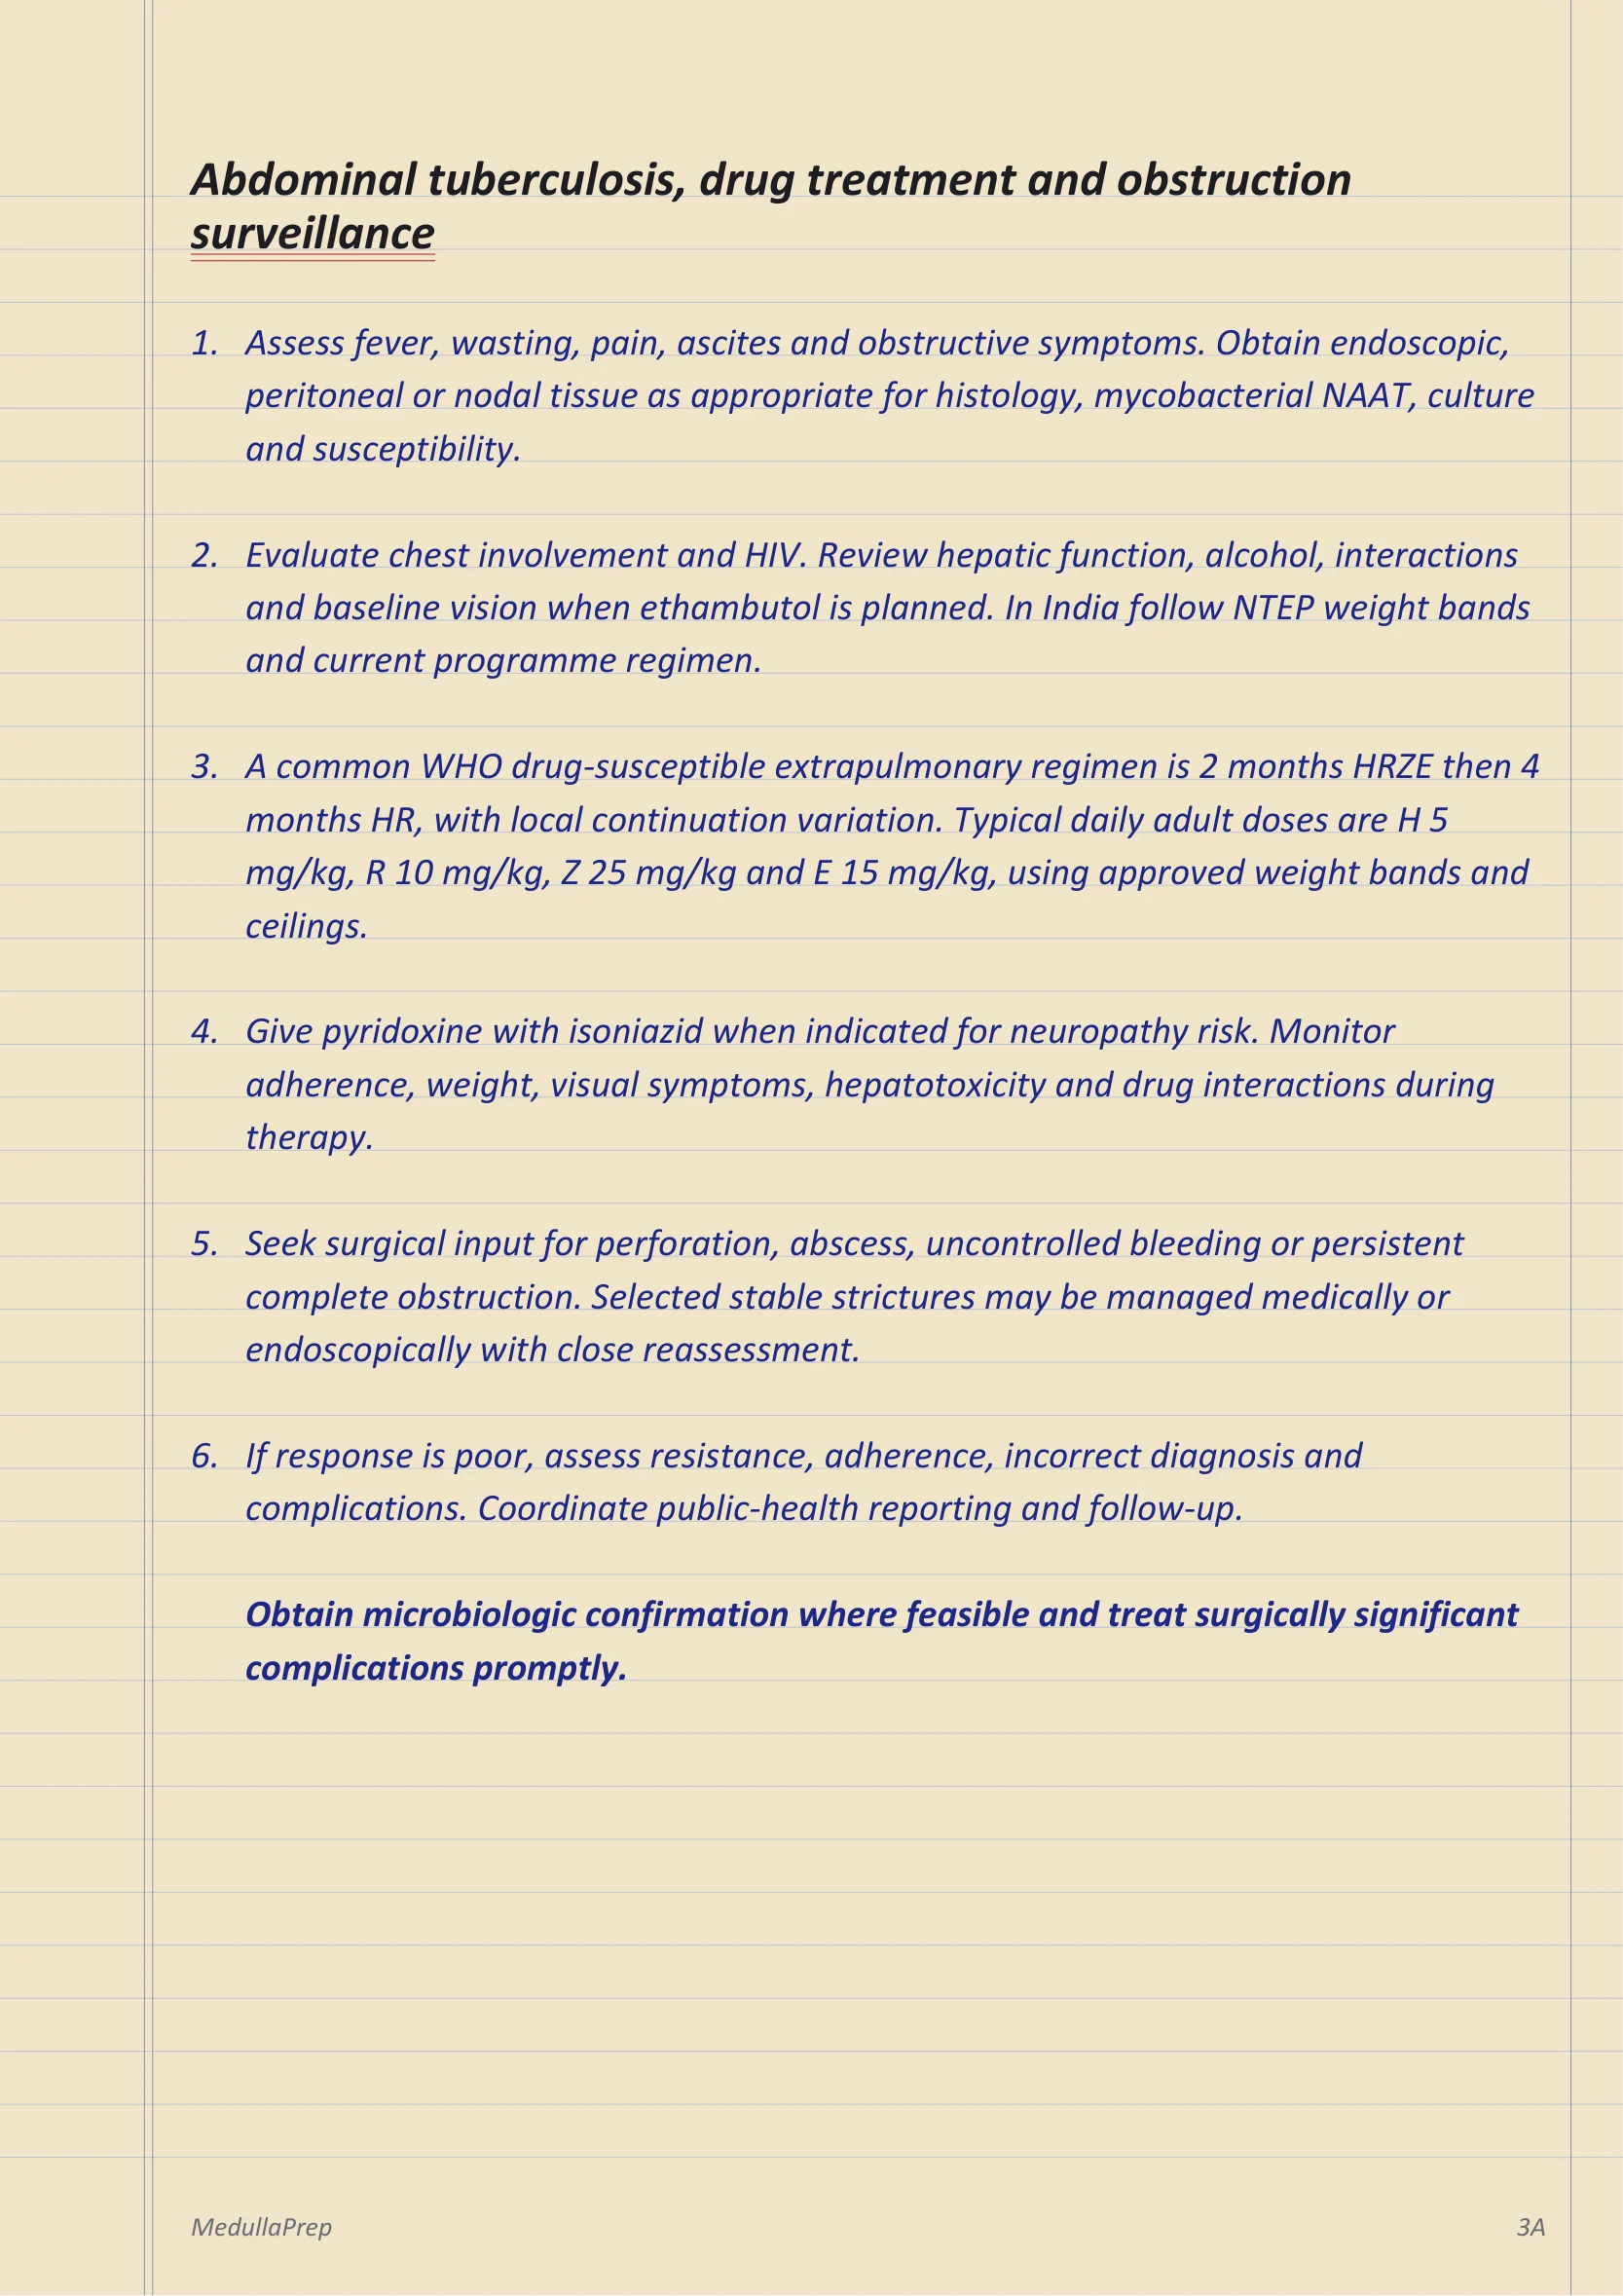 Abdominal tuberculosis, drug treatment and obstruction
surveillance
1. Assess fever, wasting, pain, ascites and obstructive symptoms. Obtain endoscopic,
peritoneal or nodal tissue as appropriate for histology, mycobacterial NAAT, culture
and susceptibility.
2. Evaluate chest involvement and HIV. Review hepatic function, alcohol, interactions
and baseline vision when ethambutol is planned. In India follow NTEP weight bands
and current programme regimen.
3. A common WHO drug-susceptible extrapulmonary regimen is 2 months HRZE then 4
months HR, with local continuation variation. Typical daily adult doses are H 5
mg/kg, R 10 mg/kg, Z 25 mg/kg and E 15 mg/kg, using approved weight bands and
ceilings.
4. Give pyridoxine with isoniazid when indicated for neuropathy risk. Monitor
adherence, weight, visual symptoms, hepatotoxicity and drug interactions during
therapy.
5. Seek surgical input for perforation, abscess, uncontrolled bleeding or persistent
complete obstruction. Selected stable strictures may be managed medically or
endoscopically with close reassessment.
6. If response is poor, assess resistance, adherence, incorrect diagnosis and
complications. Coordinate public-health reporting and follow-up.
Obtain microbiologic confirmation where feasible and treat surgically significant
complications promptly.
MedullaPrep 3A